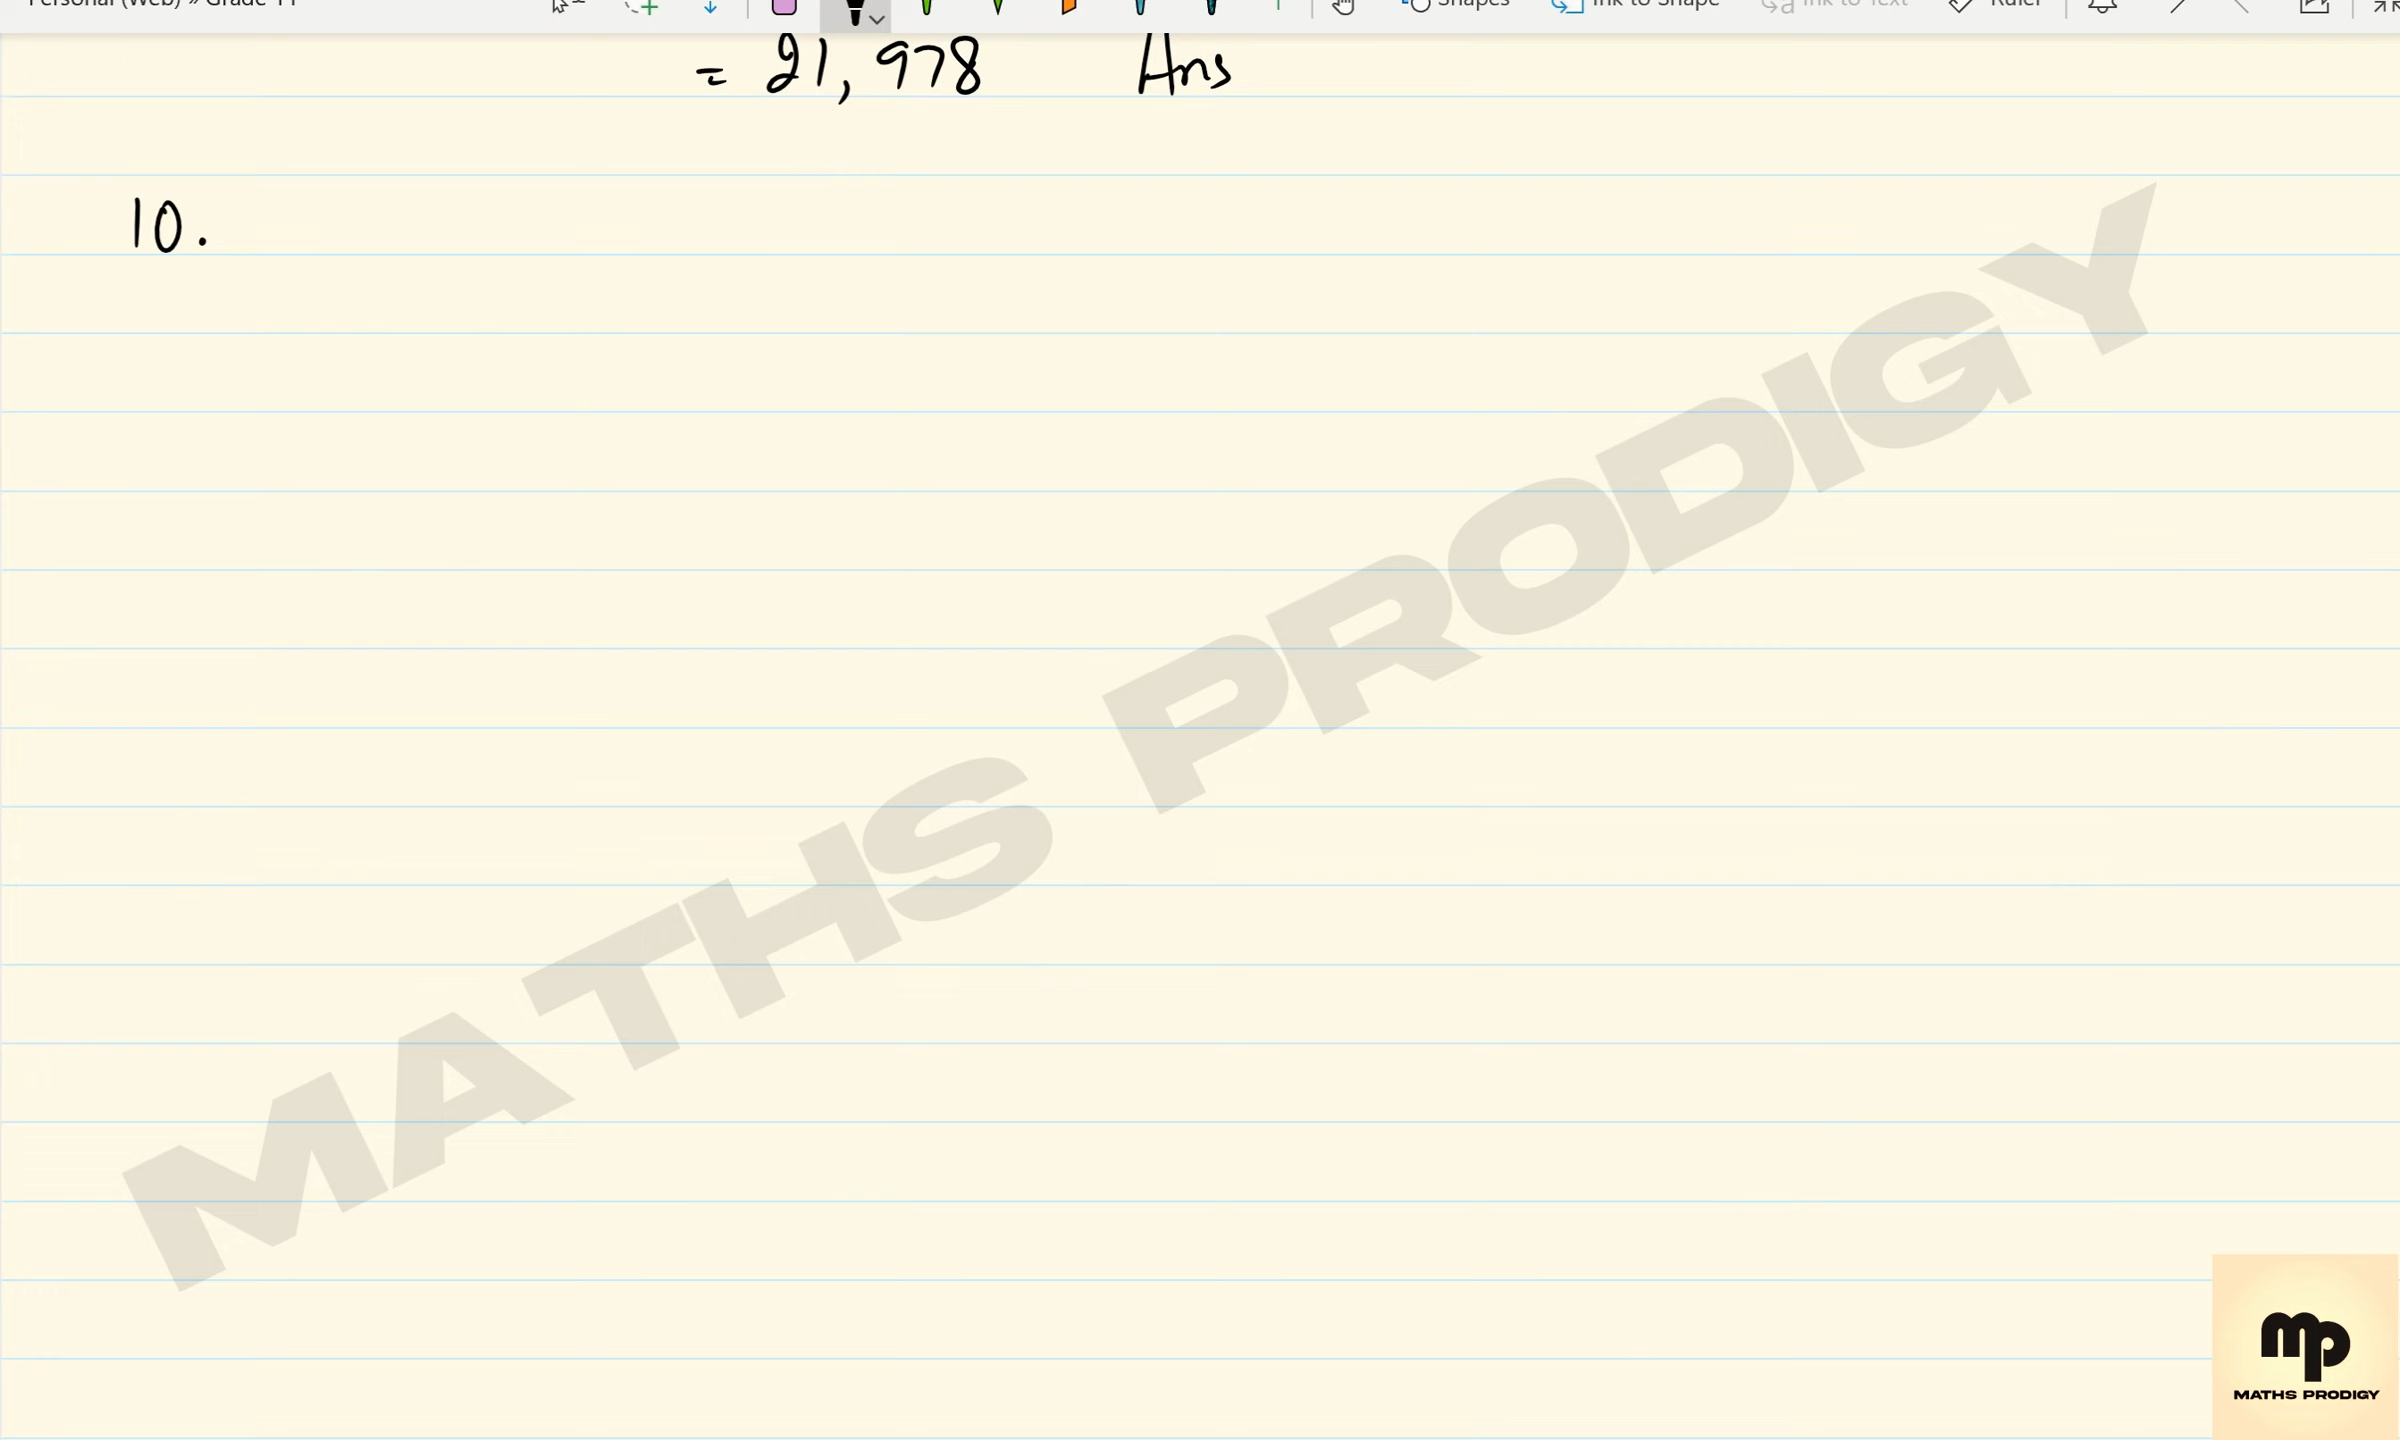 Personal (Web) » Grade 11
Shapes Ink to Shape Ink to Text Ruler
= 21,978 Ans
10.
MATHS PRODIGY
mp
MATHS PRODIGY